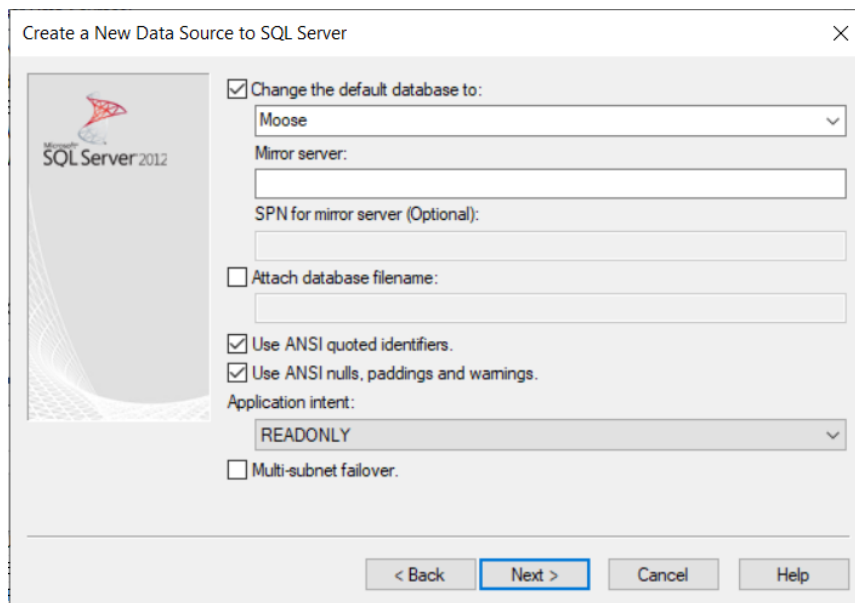 Create a New Data Source to SQL Server
Microsoft
SQL Server 2012
Change the default database to:
Moose
Mirror server:
SPN for mirror server (Optional):
Attach database filename:
Use ANSI quoted identifiers.
Use ANSI nulls, paddings and warnings.
Application intent:
READONLY
Multi-subnet failover.
< Back
Next >
Cancel
Help